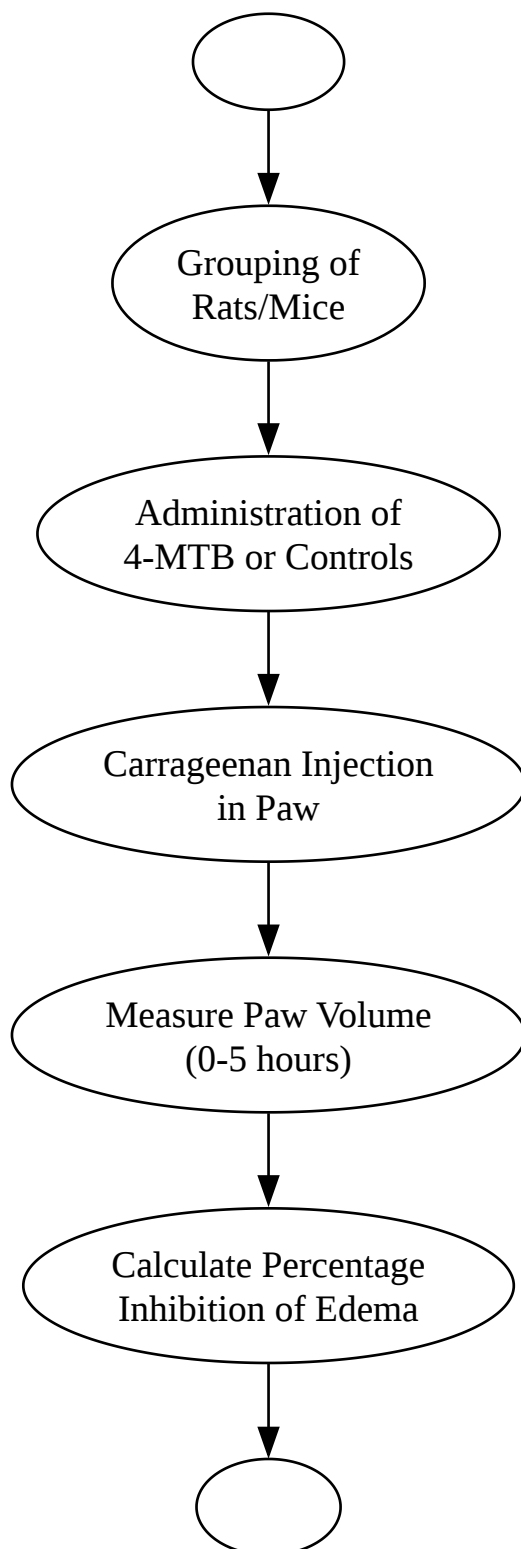 Grouping of
Rats/Mice
Administration of
4-MTB or Controls
Carrageenan Injection
in Paw
Measure Paw Volume
(0-5 hours)
Calculate Percentage
Inhibition of Edema